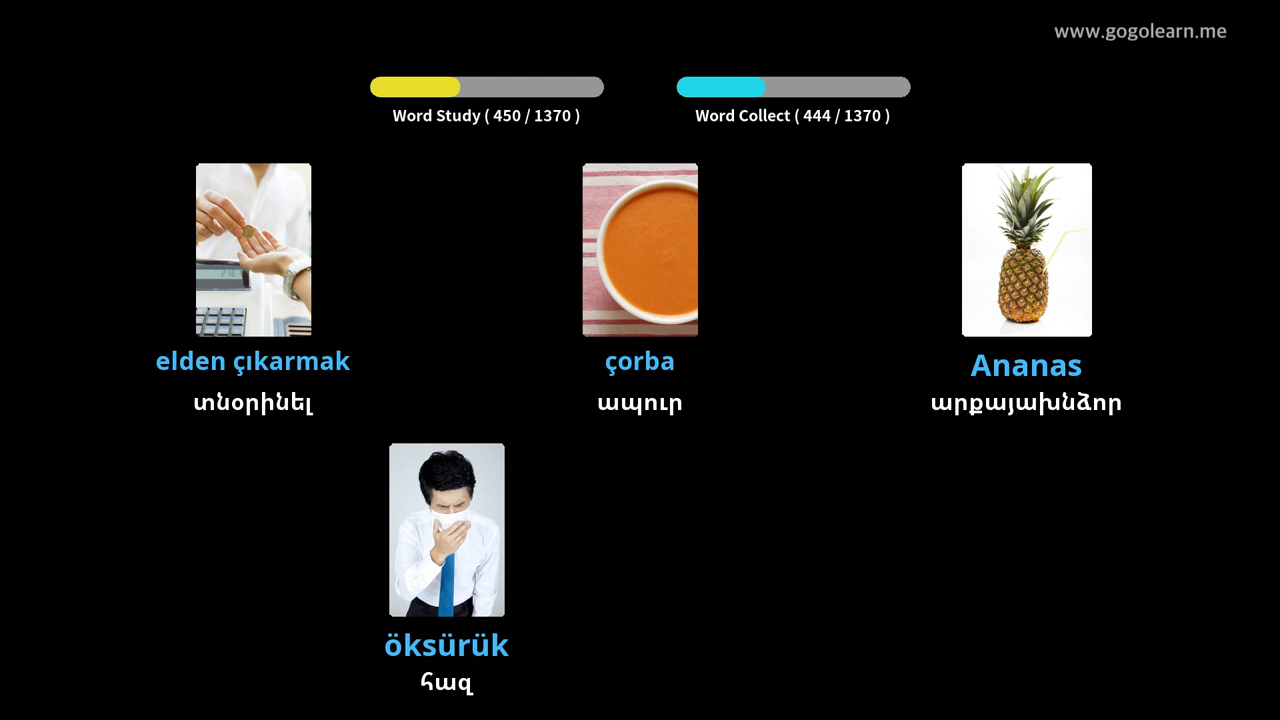 www.gogolearn.me
Word Study ( 450 / 1370 )
Word Collect ( 444 / 1370 )
elden çıkarmak
տնօրինել
çorba
ապուր
Ananas
արքայախնձոր
öksürük
հազ